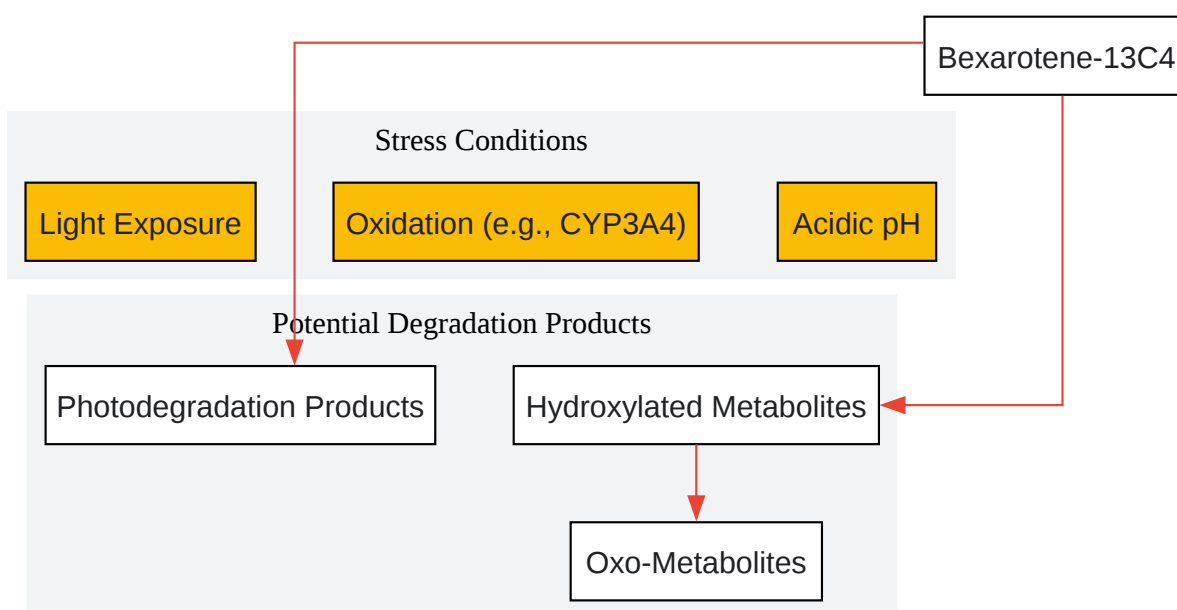 Bexarotene-13C4
Stress Conditions
Light Exposure
Oxidation (e.g., CYP3A4)
Acidic pH
Potential Degradation Products
Photodegradation Products
Hydroxylated Metabolites
Oxo-Metabolites